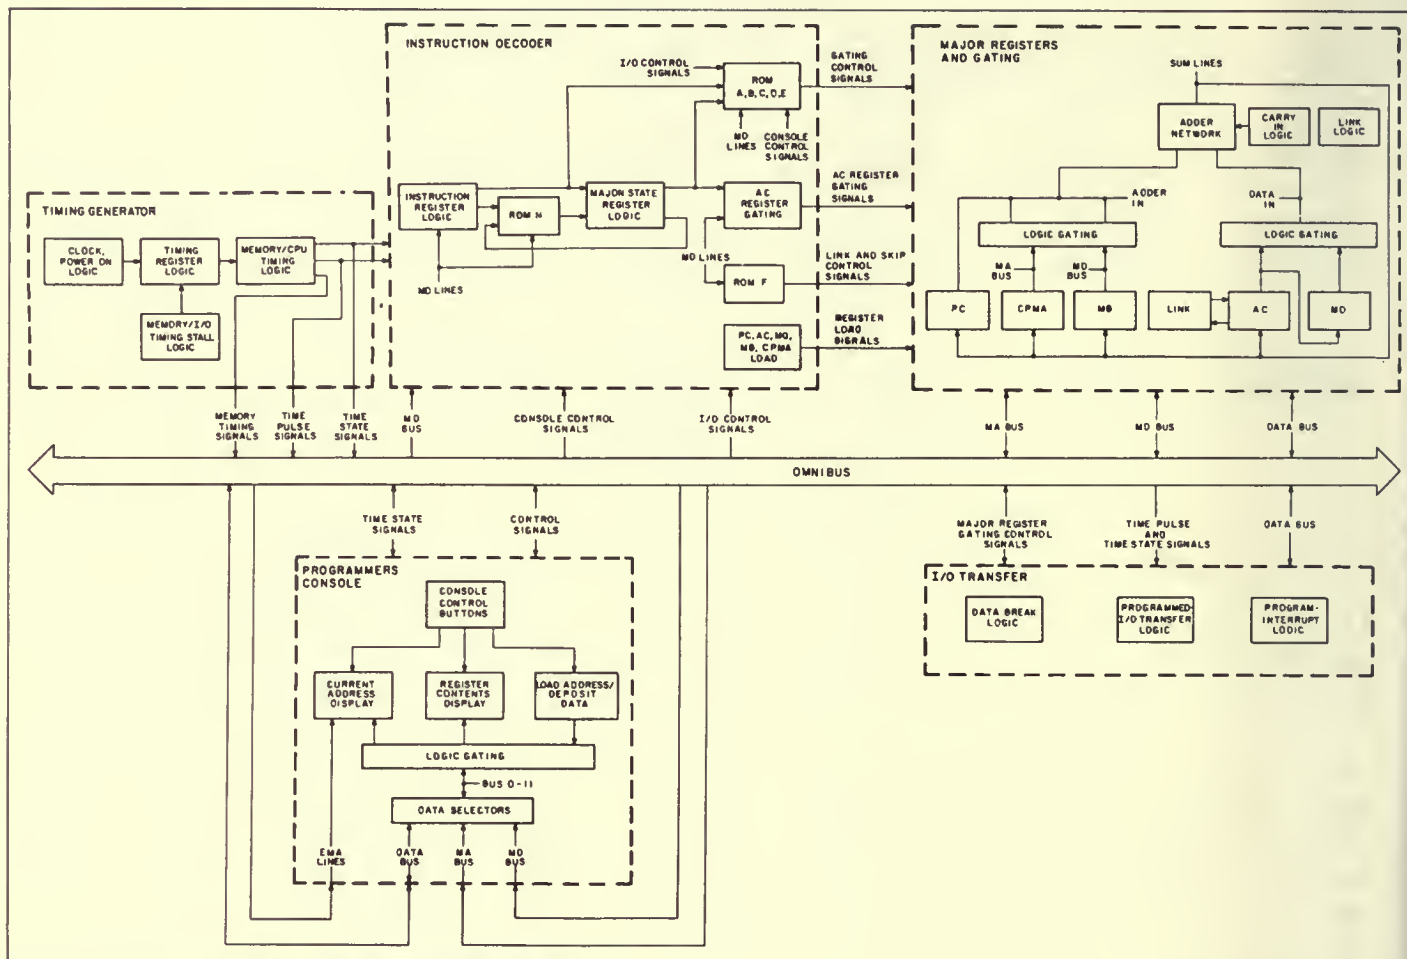 INSTRUCTION DECODER
I/O CONTROL
SIGNALS
ROM
A,B,C,D,E
MD
LINES
CONSOLE
CONTROL
SIGNALS
INSTRUCTION
REGISTER
LOGIC
ROM N
MAJOR STATE
REGISTER
LOGIC
AC
REGISTER
GATING
MD LINES
MD LINES
ROM F
PC, AC, MQ,
MB, CPMA
LOAD
GATING
CONTROL
SIGNALS
AC REGISTER
GATING
SIGNALS
LINK AND SKIP
CONTROL
SIGNALS
REGISTER
LOAD
SIGNALS
MAJOR REGISTERS
AND GATING
SUM LINES
ADDER
NETWORK
CARRY
IN
LOGIC
LINK
LOGIC
ADDER
IN
DATA
IN
LOGIC GATING
LOGIC GATING
MA
BUS
MD
BUS
PC
CPMA
MB
LINK
AC
MQ
TIMING GENERATOR
CLOCK,
POWER ON
LOGIC
TIMING
REGISTER
LOGIC
MEMORY/CPU
TIMING
LOGIC
MEMORY/I/O
TIMING STALL
LOGIC
MEMORY
TIMING
SIGNALS
TIME
PULSE
SIGNALS
TIME
STATE
SIGNALS
MD
BUS
CONSOLE CONTROL
SIGNALS
I/O CONTROL
SIGNALS
MA BUS
MD BUS
DATA BUS
OMNIBUS
TIME STATE
SIGNALS
CONTROL
SIGNALS
MAJOR REGISTER
GATING CONTROL
SIGNALS
TIME PULSE
AND
TIME STATE SIGNALS
DATA BUS
PROGRAMMERS
CONSOLE
CONSOLE
CONTROL
BUTTONS
CURRENT
ADDRESS
DISPLAY
REGISTER
CONTENTS
DISPLAY
LOAD ADDRESS/
DEPOSIT
DATA
LOGIC GATING
BUS 0-11
DATA SELECTORS
EMA
LINES
DATA
BUS
MA
BUS
MD
BUS
I/O TRANSFER
DATA BREAK
LOGIC
PROGRAMMED-
I/O TRANSFER
LOGIC
PROGRAM-
INTERRUPT
LOGIC